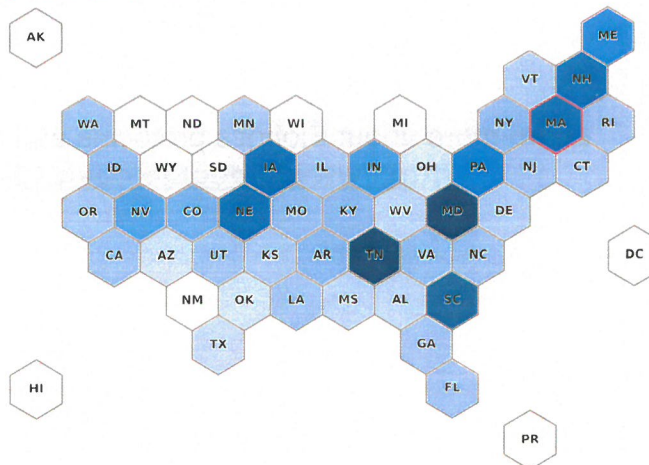 AK
ME
VT NH
WA MT ND MN WI MI NY MA RI
ID WY SD IA IL IN OH PA NJ CT
OR NV CO NE MO KY WV MD DE
DC
CA AZ UT KS AR TN VA NC
NM OK LA MS AL SC
TX GA
HI FL
PR